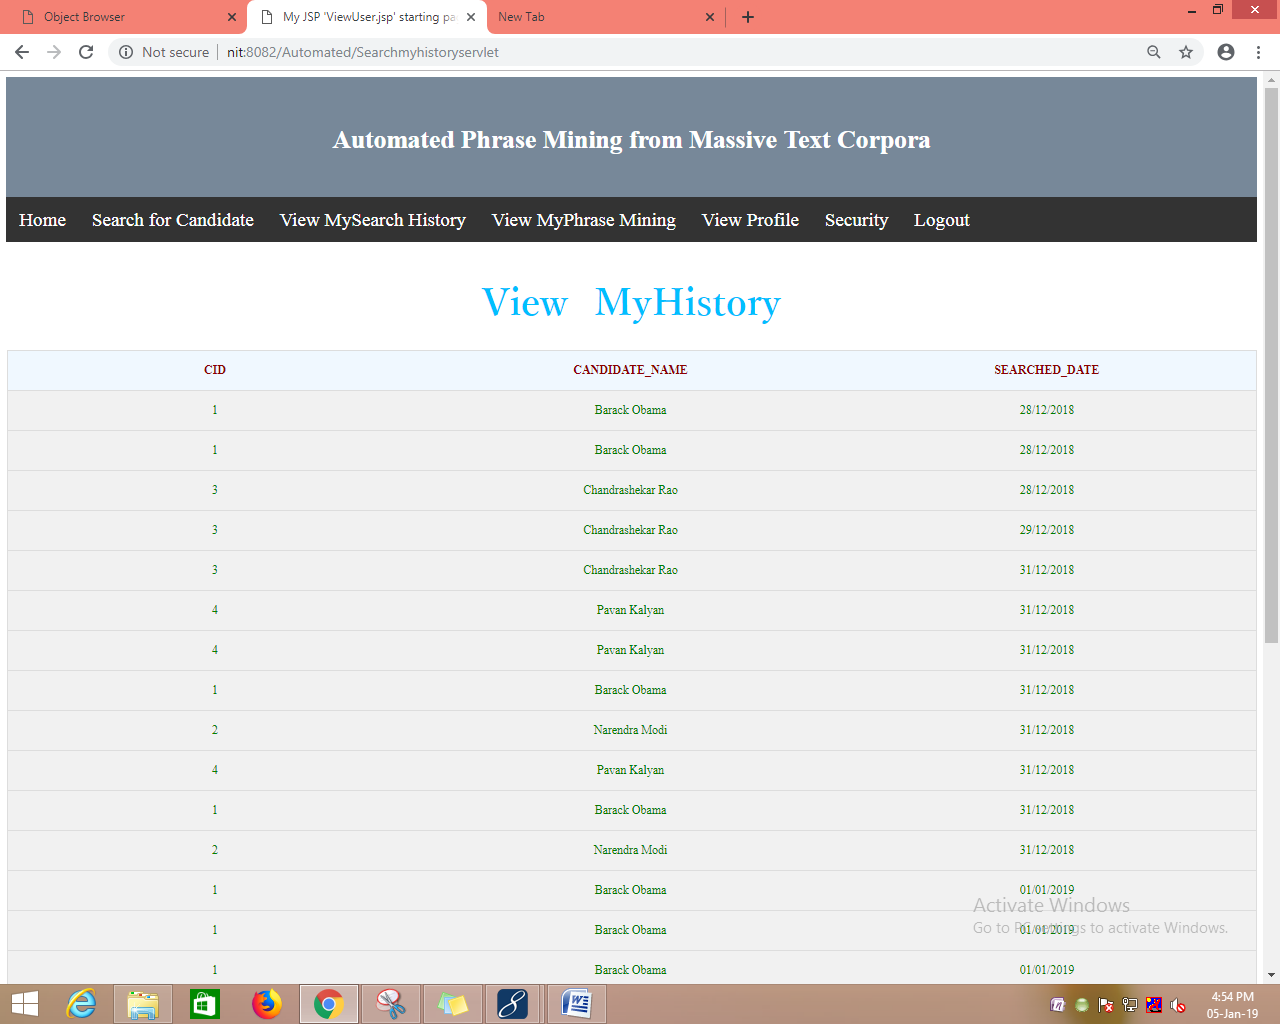 Object Browser
My JSP 'ViewUser.jsp' starting pa
New Tab
Not secure nit:8082/Automated/Searchmyhistoryservlet
Automated Phrase Mining from Massive Text Corpora
Home Search for Candidate View MySearch History View MyPhrase Mining View Profile Security Logout
View MyHistory
CID CANDIDATE_NAME SEARCHED_DATE
1 Barack Obama 28/12/2018
1 Barack Obama 28/12/2018
3 Chandrashekar Rao 28/12/2018
3 Chandrashekar Rao 29/12/2018
3 Chandrashekar Rao 31/12/2018
4 Pavan Kalyan 31/12/2018
4 Pavan Kalyan 31/12/2018
1 Barack Obama 31/12/2018
2 Narendra Modi 31/12/2018
4 Pavan Kalyan 31/12/2018
1 Barack Obama 31/12/2018
2 Narendra Modi 31/12/2018
1 Barack Obama 01/01/2019
Activate Windows
1 Barack Obama 01/01/2019
Go to PC settings to activate Windows.
1 Barack Obama 01/01/2019
4:54 PM
05-Jan-19